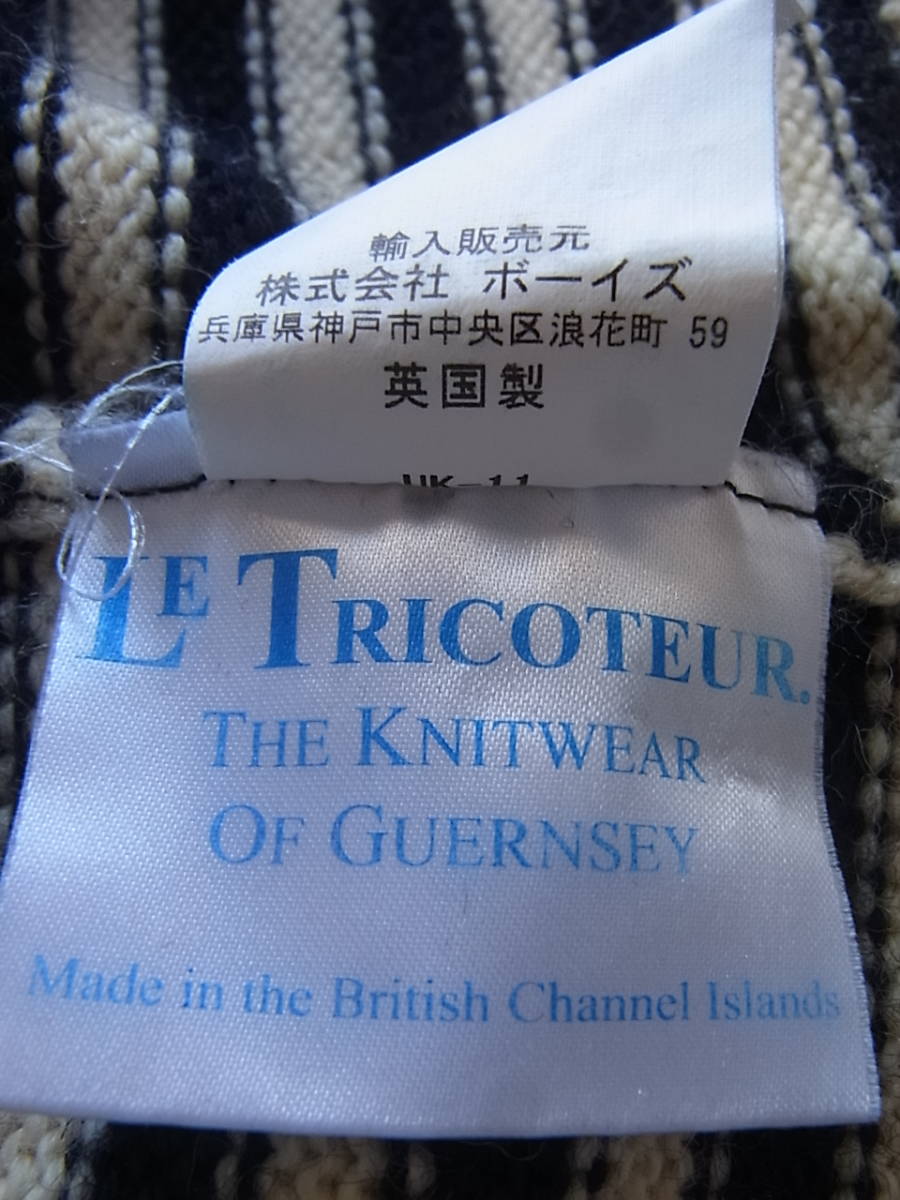 輸入販売元
株式会社 ボーイズ
兵庫県神戸市中央区浪花町 59
英国製
UK-11
LE TRICOTEUR.
THE KNITWEAR
OF GUERNSEY
Made in the British Channel Islands